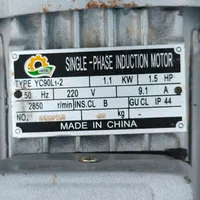 SINGLE-PHASE INDUCTION MOTOR
TYPE YC90L1-2 1.1 KW 1.5 HP
50 Hz 220 V 9.1 A
2850 r/min INS.CL B GU CL IP 44
NO. kg
MADE IN CHINA